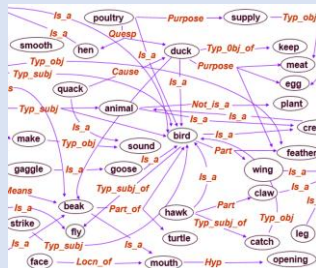 poultry Purpose supply Typ_obj
Is_a
smooth hen Quesp duck Typ_0bj_of keep
Is_a
Typ_obj Cause Purpose meat
Typ_subj egg
quack Is_a
Typ_subj animal Not_is_a plant
Is_a Is_a Is_a
bird Is_a cre
make Typ_obj sound Part feather
Is_a
gaggle Is_a goose Is_a wing Is_a
Means claw
beak Typ_subj_of Part
Is_a Part_of hawk
strike fly Typ_subj_of Typ_obj
Is_a Typ_subj Is_a turtle catch leg
face Locn_of mouth Hyp opening